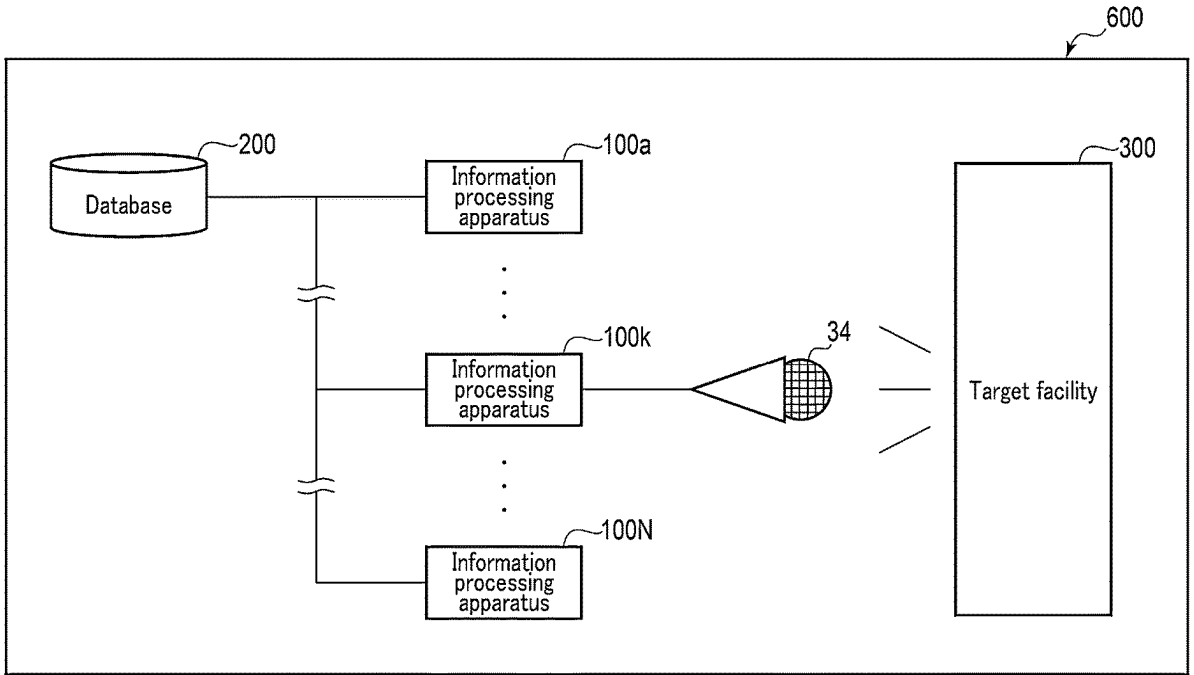 600
200
Database
100a
Information
processing
apparatus
300
100k
Information
processing
apparatus
34
Target facility
100N
Information
processing
apparatus